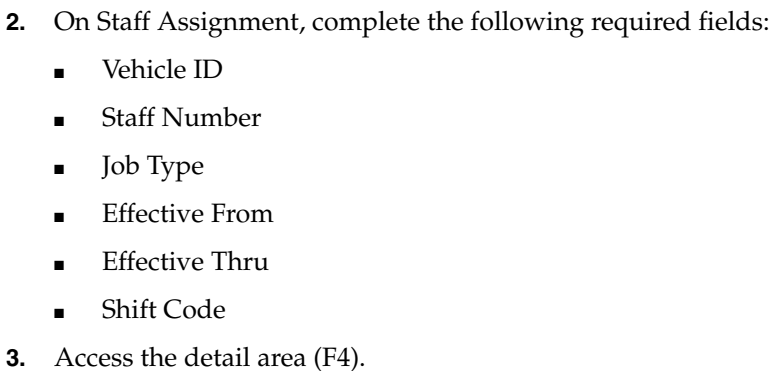 2. On Staff Assignment, complete the following required fields:
■ Vehicle ID
■ Staff Number
■ Job Type
■ Effective From
■ Effective Thru
■ Shift Code
3. Access the detail area (F4).